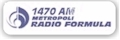 1470 AM
METROPOLI
RADIO FORMULA